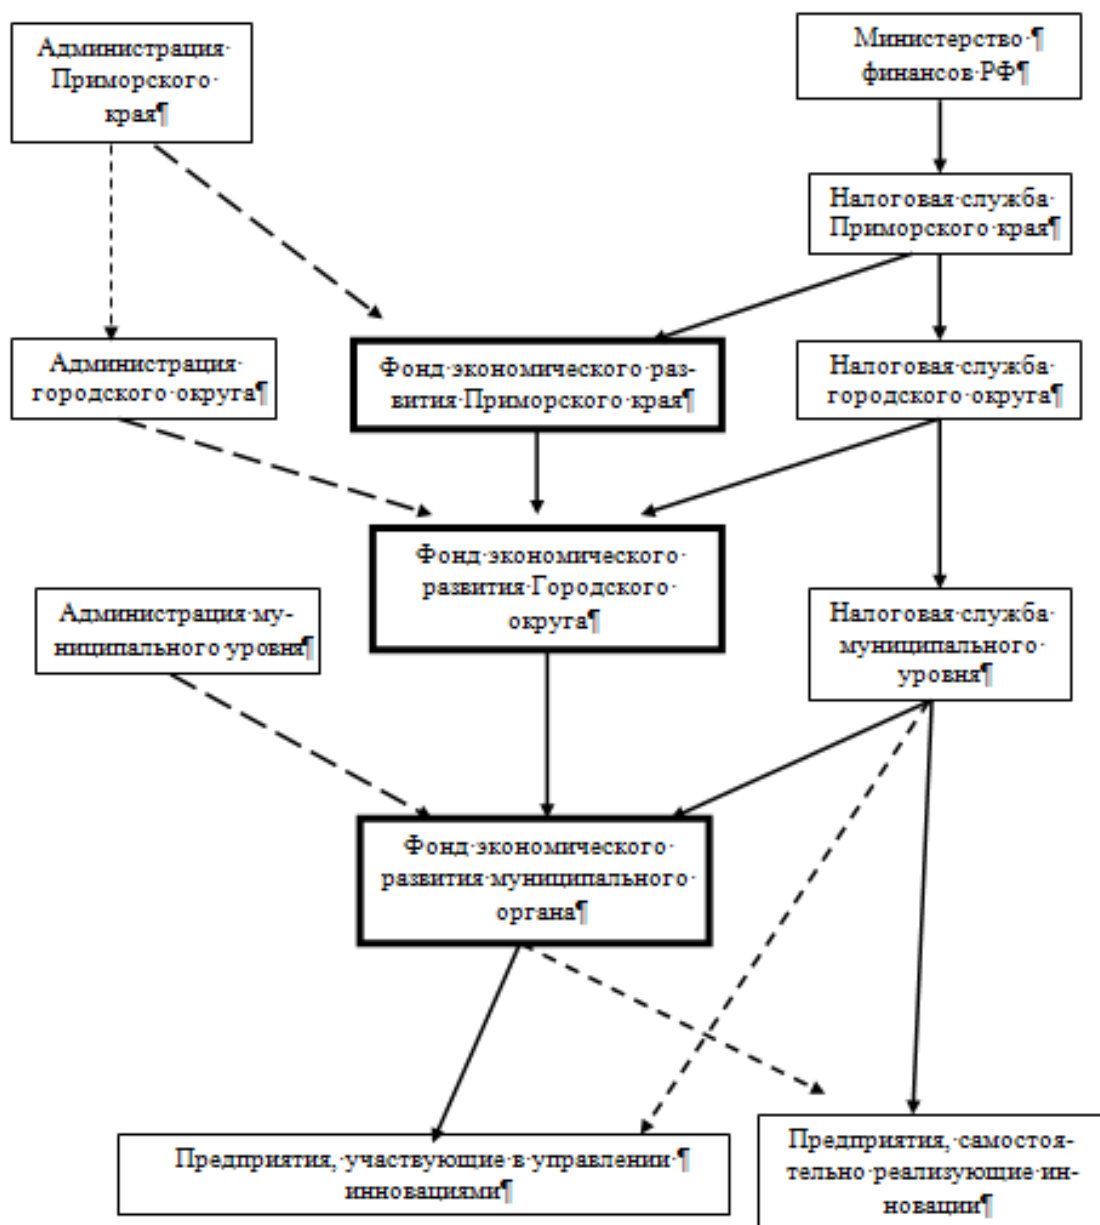 Администрация·
Приморского·
края¶
Министерство·¶
финансов·РФ¶
Налоговая·служба·
Приморского·края¶
Администрация·
городского·округа¶
Фонд·экономического·раз-
вития·Приморского·края¶
Налоговая·служба·
городского·округа¶
Фонд·экономического·
развития·Городского·
округа¶
Администрация·му-
ниципального·уровня¶
Налоговая·служба·
муниципального·
уровня¶
Фонд·экономического·
развития·муниципального·
органа¶
Предприятия,·участвующие·в·управлении·¶
инновациями¶
Предприятия,·самостоя-
тельно·реализующие·ин-
новации¶